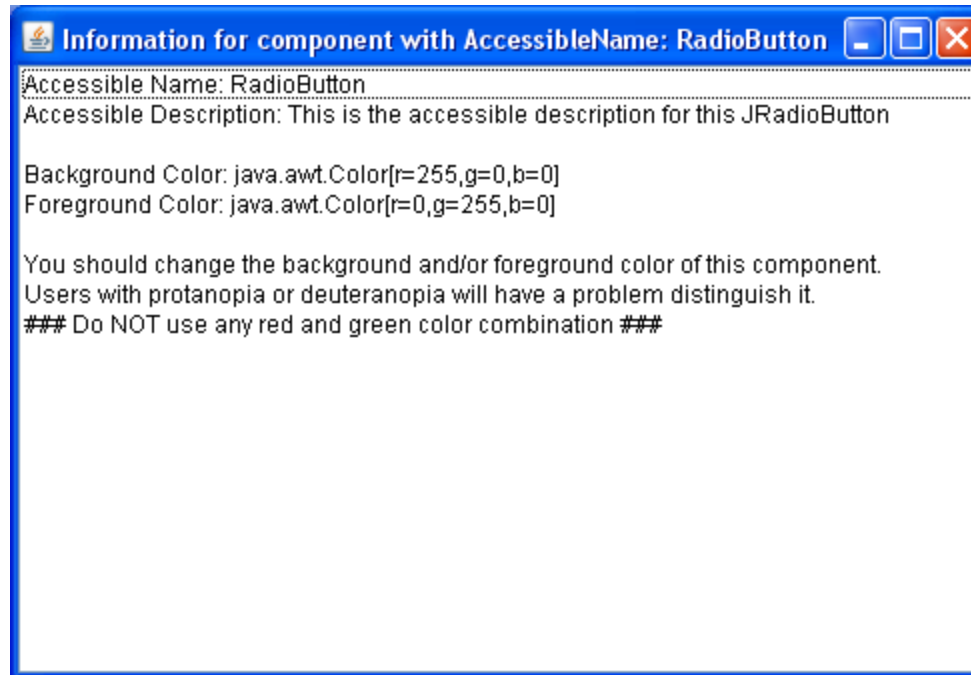 Information for component with AccessibleName: RadioButton
Accessible Name: RadioButton
Accessible Description: This is the accessible description for this JRadioButton
Background Color: java.awt.Color[r=255,g=0,b=0]
Foreground Color: java.awt.Color[r=0,g=255,b=0]
You should change the background and/or foreground color of this component.
Users with protanopia or deuteranopia will have a problem distinguish it.
### Do NOT use any red and green color combination ###